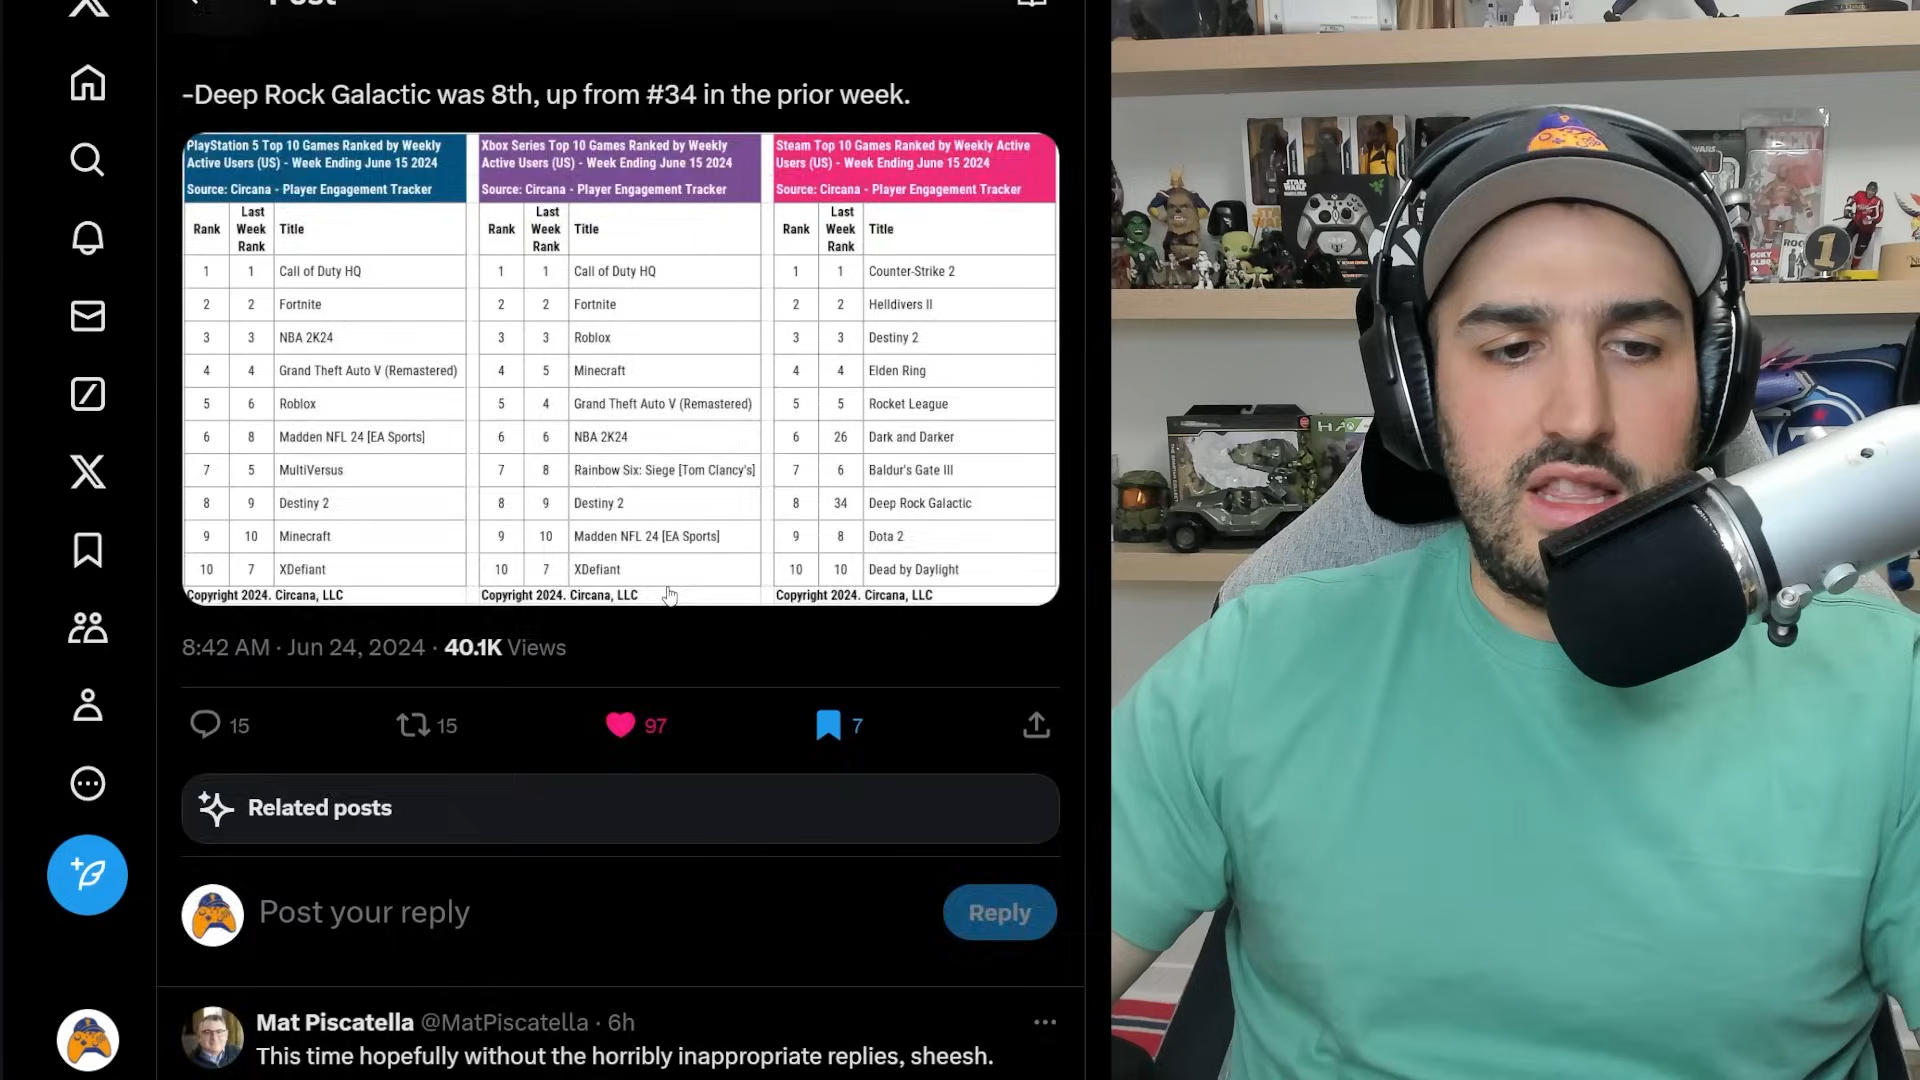 Post
-Deep Rock Galactic was 8th, up from #34 in the prior week.
PlayStation 5 Top 10 Games Ranked by Weekly
Active Users (US) - Week Ending June 15 2024
Source: Circana - Player Engagement Tracker
Rank Last Week Rank Title
1 1 Call of Duty HQ
2 2 Fortnite
3 3 NBA 2K24
4 4 Grand Theft Auto V (Remastered)
5 6 Roblox
6 8 Madden NFL 24 [EA Sports]
7 5 MultiVersus
8 9 Destiny 2
9 10 Minecraft
10 7 XDefiant
Copyright 2024. Circana, LLC
Xbox Series Top 10 Games Ranked by Weekly
Active Users (US) - Week Ending June 15 2024
Source: Circana - Player Engagement Tracker
Rank Last Week Rank Title
1 1 Call of Duty HQ
2 2 Fortnite
3 3 Roblox
4 5 Minecraft
5 4 Grand Theft Auto V (Remastered)
6 6 NBA 2K24
7 8 Rainbow Six: Siege [Tom Clancy's]
8 9 Destiny 2
9 10 Madden NFL 24 [EA Sports]
10 7 XDefiant
Copyright 2024. Circana, LLC
Steam Top 10 Games Ranked by Weekly Active
Users (US) - Week Ending June 15 2024
Source: Circana - Player Engagement Tracker
Rank Last Week Rank Title
1 1 Counter-Strike 2
2 2 Helldivers II
3 3 Destiny 2
4 4 Elden Ring
5 5 Rocket League
6 26 Dark and Darker
7 6 Baldur's Gate III
8 34 Deep Rock Galactic
9 8 Dota 2
10 10 Dead by Daylight
Copyright 2024. Circana, LLC
8:42 AM · Jun 24, 2024 · 40.1K Views
15 15 97 7
Related posts
Post your reply
Reply
Mat Piscatella @MatPiscatella · 6h
This time hopefully without the horribly inappropriate replies, sheesh.
STAR WARS
ROCKY
1